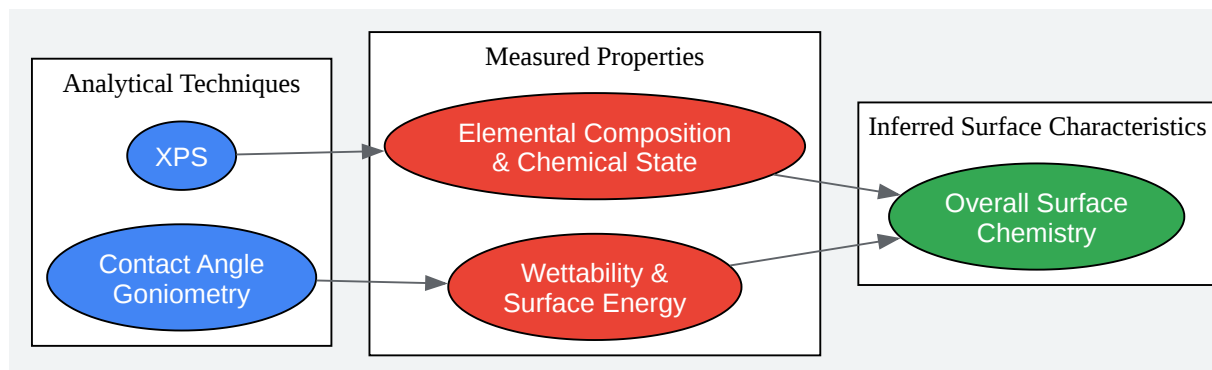 Analytical Techniques
XPS
Contact Angle
Goniometry
Measured Properties
Elemental Composition
& Chemical State
Wettability &
Surface Energy
Inferred Surface Characteristics
Overall Surface
Chemistry